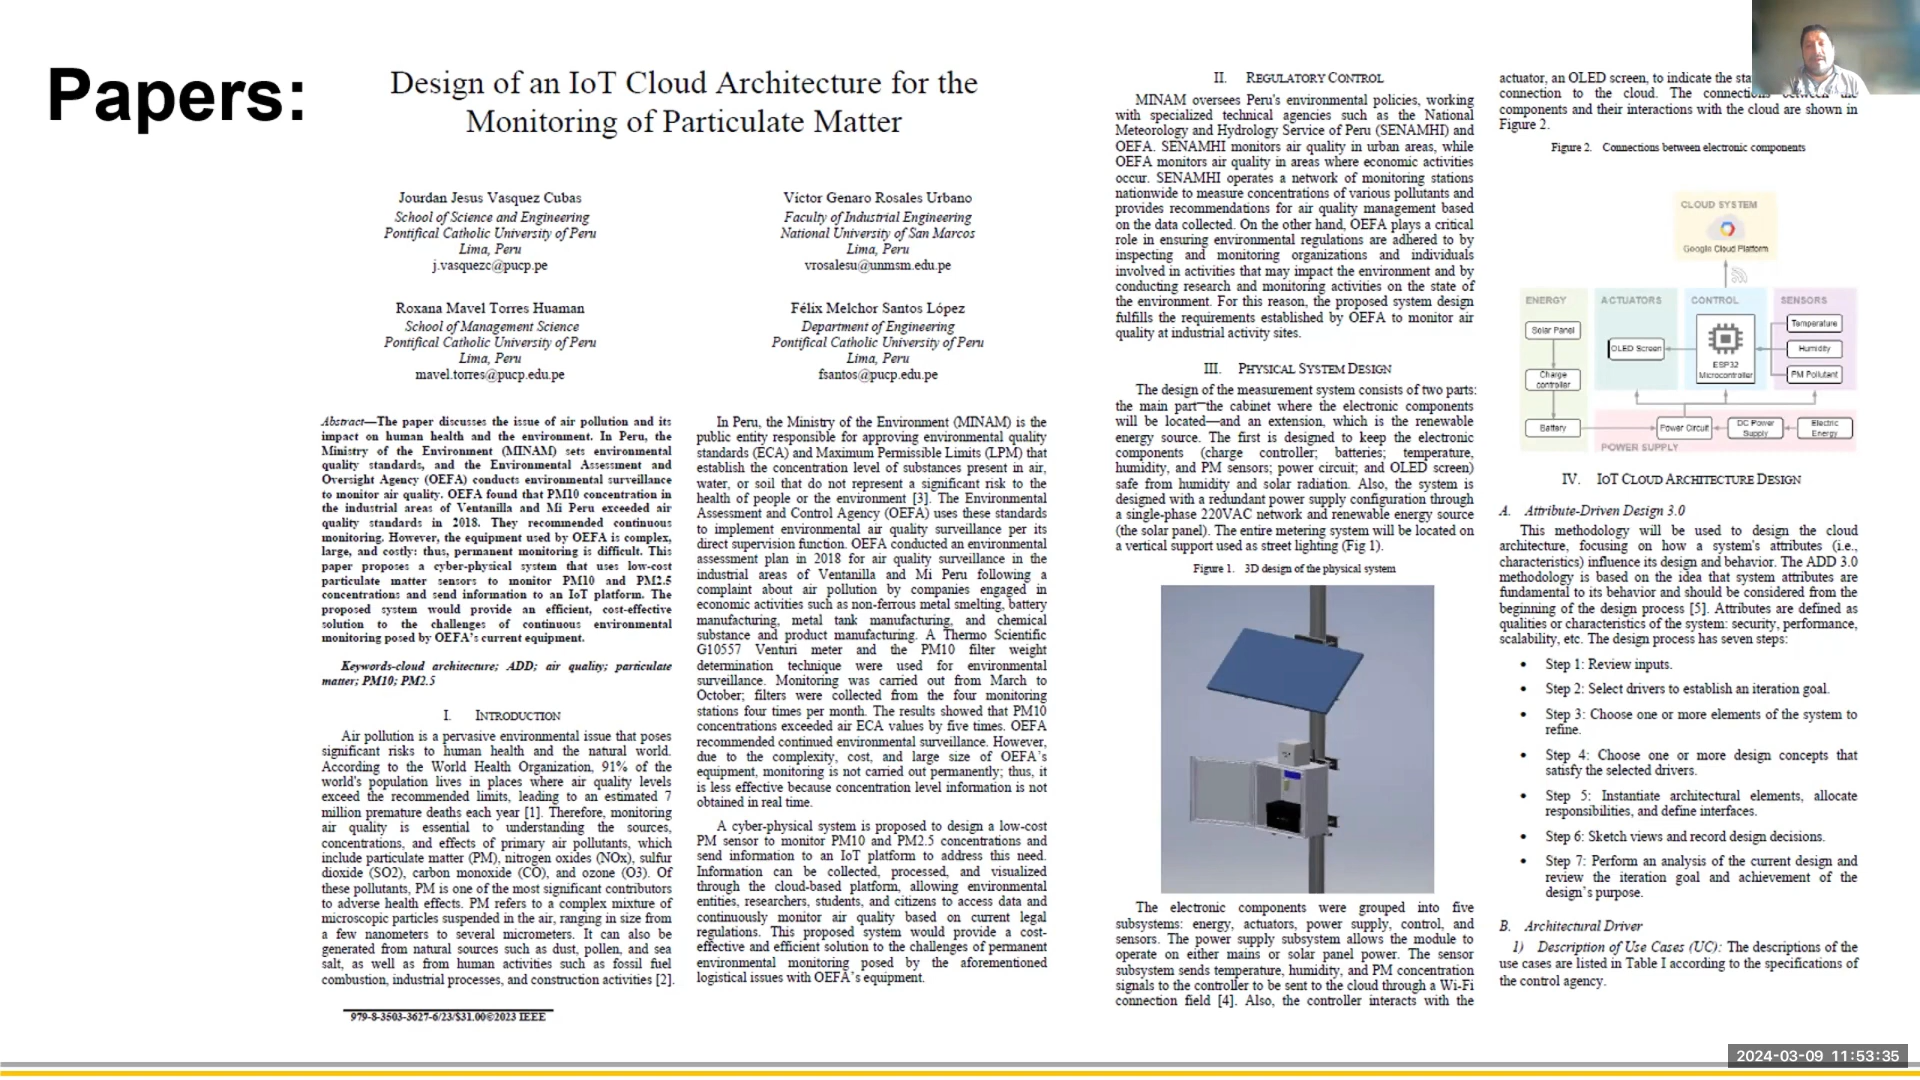 Papers:
Design of an IoT Cloud Architecture for the
Monitoring of Particulate Matter
Jourdan Jesus Vasquez Cubas
School of Science and Engineering
Pontifical Catholic University of Peru
Lima, Peru
j.vasquezc@pucp.pe
Víctor Genaro Rosales Urbano
Faculty of Industrial Engineering
National University of San Marcos
Lima, Peru
vrosalesu@unmsm.edu.pe
Roxana Mavel Torres Huaman
School of Management Science
Pontifical Catholic University of Peru
Lima, Peru
mavel.torres@pucp.edu.pe
Félix Melchor Santos López
Department of Engineering
Pontifical Catholic University of Peru
Lima, Peru
fsantos@pucp.edu.pe
Abstract—The paper discusses the issue of air pollution and its
impact on human health and the environment. In Peru, the
Ministry of the Environment (MINAM) sets environmental
quality standards, and the Environmental Assessment and
Oversight Agency (OEFA) conducts environmental surveillance
to monitor air quality. OEFA found that PM10 concentration in
the industrial areas of Ventanilla and Mi Peru exceeded air
quality standards in 2018. They recommended continuous
monitoring. However, the equipment used by OEFA is complex,
large, and costly; thus, permanent monitoring is difficult. This
paper proposes a cyber-physical system that uses low-cost
particulate matter sensors to monitor PM10 and PM2.5
concentrations and send information to an IoT platform. The
proposed system would provide an efficient, cost-effective
solution to the challenges of continuous environmental
monitoring posed by OEFA's current equipment.
Keywords-cloud architecture; ADD; air quality; particulate
matter; PM10; PM2.5
I. INTRODUCTION
Air pollution is a pervasive environmental issue that poses
significant risks to human health and the natural world.
According to the World Health Organization, 91% of the
world's population lives in places where air quality levels
exceed the recommended limits, leading to an estimated 7
million premature deaths each year [1]. Therefore, monitoring
air quality is essential to understanding the sources,
concentrations, and effects of primary air pollutants, which
include particulate matter (PM), nitrogen oxides (NOx), sulfur
dioxide (SO2), carbon monoxide (CO), and ozone (O3). Of
these pollutants, PM is one of the most significant contributors
to adverse health effects. PM refers to a complex mixture of
microscopic particles suspended in the air, ranging in size from
a few nanometers to several micrometers. It can also be
generated from natural sources such as dust, pollen, and sea
salt, as well as from human activities such as fossil fuel
combustion, industrial processes, and construction activities [2].
979-8-3503-3627-6/23/$31.00©2023 IEEE
In Peru, the Ministry of the Environment (MINAM) is the
public entity responsible for approving environmental quality
standards (ECA) and Maximum Permissible Limits (LPM) that
establish the concentration level of substances present in air,
water, or soil that do not represent a significant risk to the
health of people or the environment [3]. The Environmental
Assessment and Control Agency (OEFA) uses these standards
to implement environmental air quality surveillance per its
direct supervision function. OEFA conducted an environmental
assessment plan in 2018 for air quality surveillance in the
industrial areas of Ventanilla and Mi Peru following a
complaint about air pollution by companies engaged in
economic activities such as non-ferrous metal smelting, battery
manufacturing, metal tank manufacturing, and chemical
substance and product manufacturing. A Thermo Scientific
G10557 Venturi meter and the PM10 filter weight
determination technique were used for environmental
surveillance. Monitoring was carried out from March to
October; filters were collected from the four monitoring
stations four times per month. The results showed that PM10
concentrations exceeded air ECA values by five times. OEFA
recommended continued environmental surveillance. However,
due to the complexity, cost, and large size of OEFA's
equipment, monitoring is not carried out permanently; thus, it
is less effective because concentration level information is not
obtained in real time.
A cyber-physical system is proposed to design a low-cost
PM sensor to monitor PM10 and PM2.5 concentrations and
send information to an IoT platform to address this need.
Information can be collected, processed, and visualized
through the cloud-based platform, allowing environmental
entities, researchers, students, and citizens to access data and
continuously monitor air quality based on current legal
regulations. This proposed system would provide a cost-
effective and efficient solution to the challenges of permanent
environmental monitoring posed by the aforementioned
logistical issues with OEFA's equipment.
II. REGULATORY CONTROL
MINAM oversees Peru's environmental policies, working
with specialized technical agencies such as the National
Meteorology and Hydrology Service of Peru (SENAMHI) and
OEFA. SENAMHI monitors air quality in urban areas, while
OEFA monitors air quality in areas where economic activities
occur. SENAMHI operates a network of monitoring stations
nationwide to measure concentrations of various pollutants and
provides recommendations for air quality management based
on the data collected. On the other hand, OEFA plays a critical
role in ensuring environmental regulations are adhered to by
inspecting and monitoring organizations and individuals
involved in activities that may impact the environment and by
conducting research and monitoring activities on the state of
the environment. For this reason, the proposed system design
fulfills the requirements established by OEFA to monitor air
quality at industrial activity sites.
III. PHYSICAL SYSTEM DESIGN
The design of the measurement system consists of two parts:
the main part—the cabinet where the electronic components
will be located—and an extension, which is the renewable
energy source. The first is designed to keep the electronic
components (charge controller; batteries; temperature,
humidity, and PM sensors; power circuit; and OLED screen)
safe from humidity and solar radiation. Also, the system is
designed with a redundant power supply configuration through
a single-phase 220VAC network and renewable energy source
(the solar panel). The entire metering system will be located on
a vertical support used as street lighting (Fig 1).
Figure 1. 3D design of the physical system
The electronic components were grouped into five
subsystems: energy, actuators, power supply, control, and
sensors. The power supply subsystem allows the module to
operate on either mains or solar panel power. The sensor
subsystem sends temperature, humidity, and PM concentration
signals to the controller to be sent to the cloud through a Wi-Fi
connection field [4]. Also, the controller interacts with the
actuator, an OLED screen, to indicate the
connection to the cloud. The connections between the
components and their interactions with the cloud are shown in
Figure 2.
Figure 2. Connections between electronic components
CLOUD SYSTEM
Google Cloud Platform
ENERGY
ACTUATORS
CONTROL
SENSORS
Solar Panel
Temperature
OLED Screen
Humidity
ESP32
Microcontroller
Charge
controller
PM Pollutant
Battery
Power Circuit
DC Power
Supply
Electric
Energy
POWER SUPPLY
IV. IOT CLOUD ARCHITECTURE DESIGN
A. Attribute-Driven Design 3.0
This methodology will be used to design the cloud
architecture, focusing on how a system's attributes (i.e.,
characteristics) influence its design and behavior. The ADD 3.0
methodology is based on the idea that system attributes are
fundamental to its behavior and should be considered from the
beginning of the design process [5]. Attributes are defined as
qualities or characteristics of the system: security, performance,
scalability, etc. The design process has seven steps:
• Step 1: Review inputs.
• Step 2: Select drivers to establish an iteration goal.
• Step 3: Choose one or more elements of the system to
refine.
• Step 4: Choose one or more design concepts that
satisfy the selected drivers.
• Step 5: Instantiate architectural elements, allocate
responsibilities, and define interfaces.
• Step 6: Sketch views and record design decisions.
• Step 7: Perform an analysis of the current design and
review the iteration goal and achievement of the
design's purpose.
B. Architectural Driver
1) Description of Use Cases (UC): The descriptions of the
use cases are listed in Table I according to the specifications of
the control agency.
2024-03-09 11:53:35